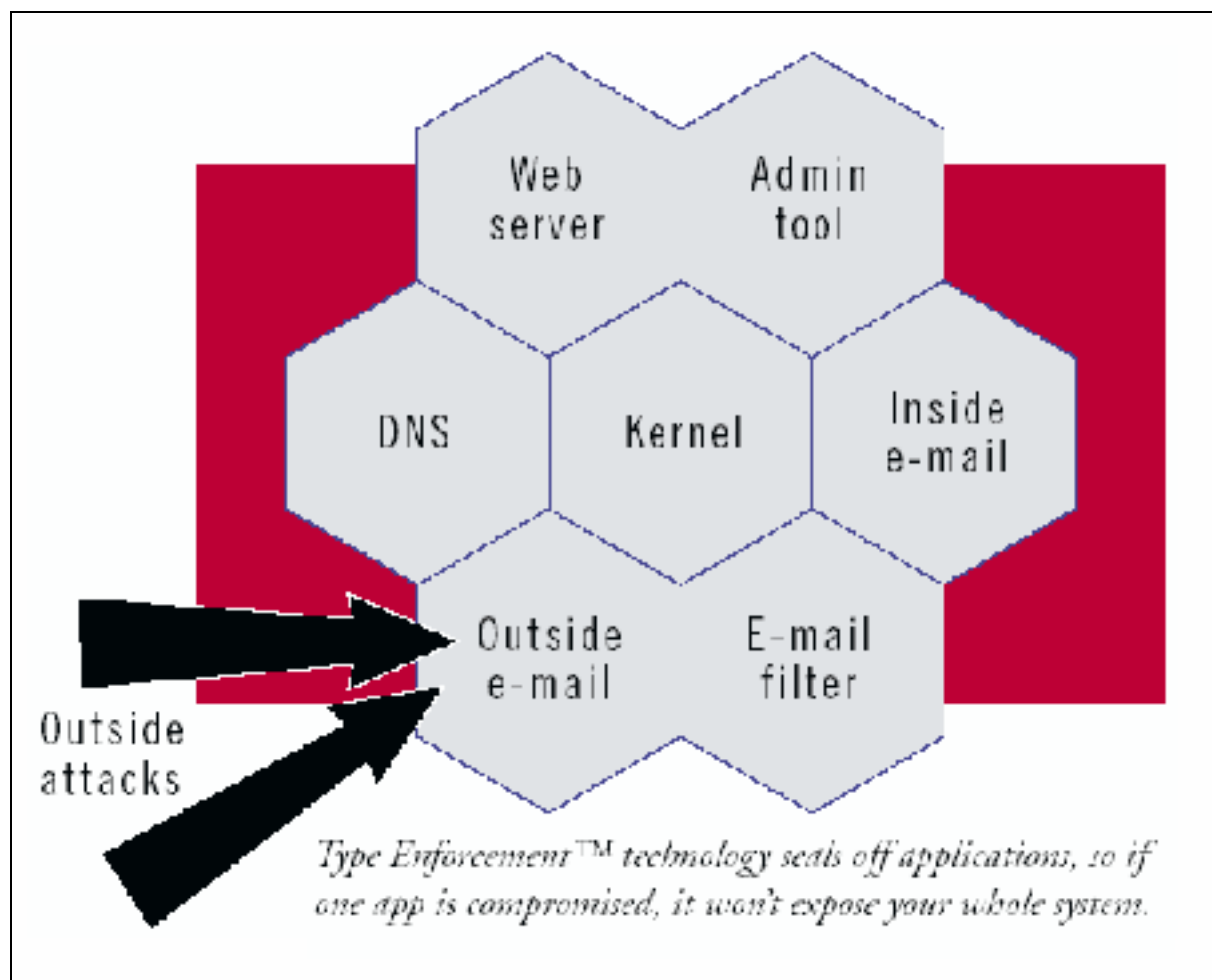 Web
server
Admin
tool
DNS
Kernel
Inside
e-mail
Outside
e-mail
E-mail
filter
Outside
attacks
Type Enforcement™ technology seals off applications, so if
one app is compromised, it won't expose your whole system.